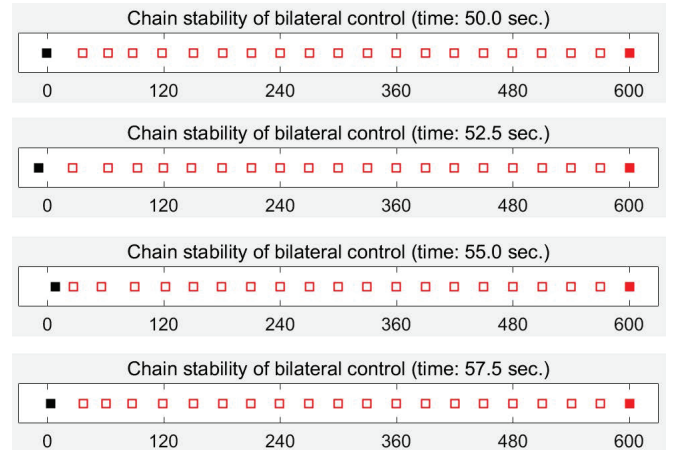 Chain stability of bilateral control (time: 50.0 sec.)
0 120 240 360 480 600
Chain stability of bilateral control (time: 52.5 sec.)
0 120 240 360 480 600
Chain stability of bilateral control (time: 55.0 sec.)
0 120 240 360 480 600
Chain stability of bilateral control (time: 57.5 sec.)
0 120 240 360 480 600